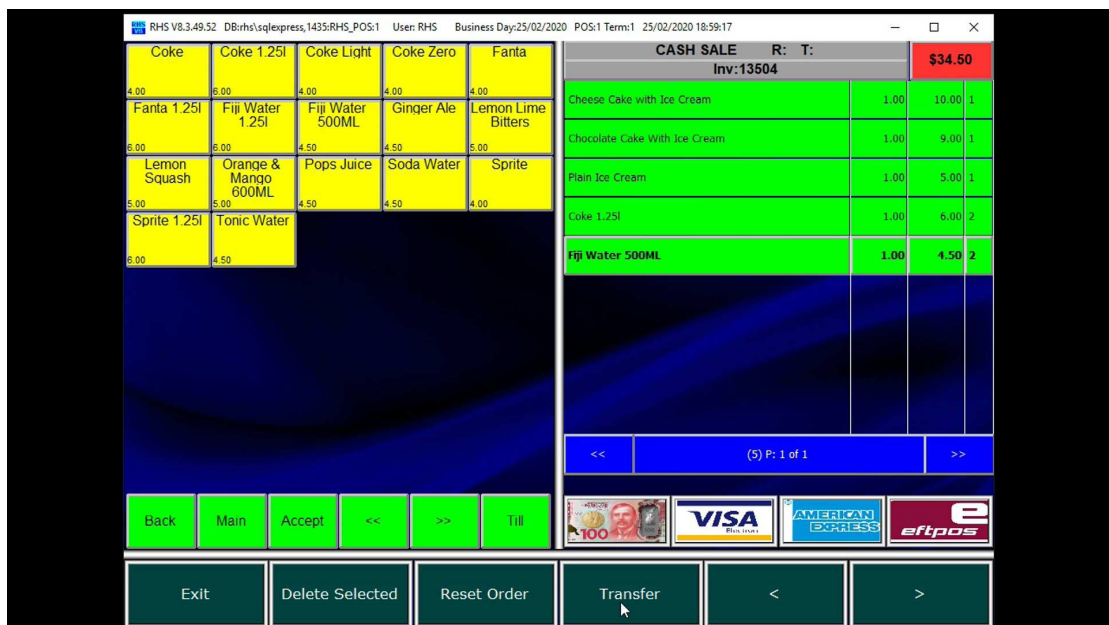 RHS V8.3.49.52 DB:rhs\sqlexpress,1435:RHS_POS:1 User: RHS Business Day:25/02/2020 POS:1 Term:1 25/02/2020 18:59:17
Coke
4.00
Coke 1.25l
6.00
Coke Light
4.00
Coke Zero
4.00
Fanta
4.00
Fanta 1.25l
6.00
Fiji Water
1.25l
6.00
Fiji Water
500ML
4.50
Ginger Ale
4.50
Lemon Lime
Bitters
5.00
Lemon
Squash
5.00
Orange &
Mango
600ML
5.00
Pops Juice
4.50
Soda Water
4.50
Sprite
4.00
Sprite 1.25l
6.00
Tonic Water
4.50
CASH SALE R: T:
Inv:13504
$34.50
Cheese Cake with Ice Cream 1.00 10.00 1
Chocolate Cake With Ice Cream 1.00 9.00 1
Plain Ice Cream 1.00 5.00 1
Coke 1.25l 1.00 6.00 2
Fiji Water 500ML 1.00 4.50 2
<< (5) P: 1 of 1 >>
Back Main Accept << >> Till
100
VISA
Electron
AMERICAN
EXPRESS
e
eftpos
Exit Delete Selected Reset Order Transfer < >